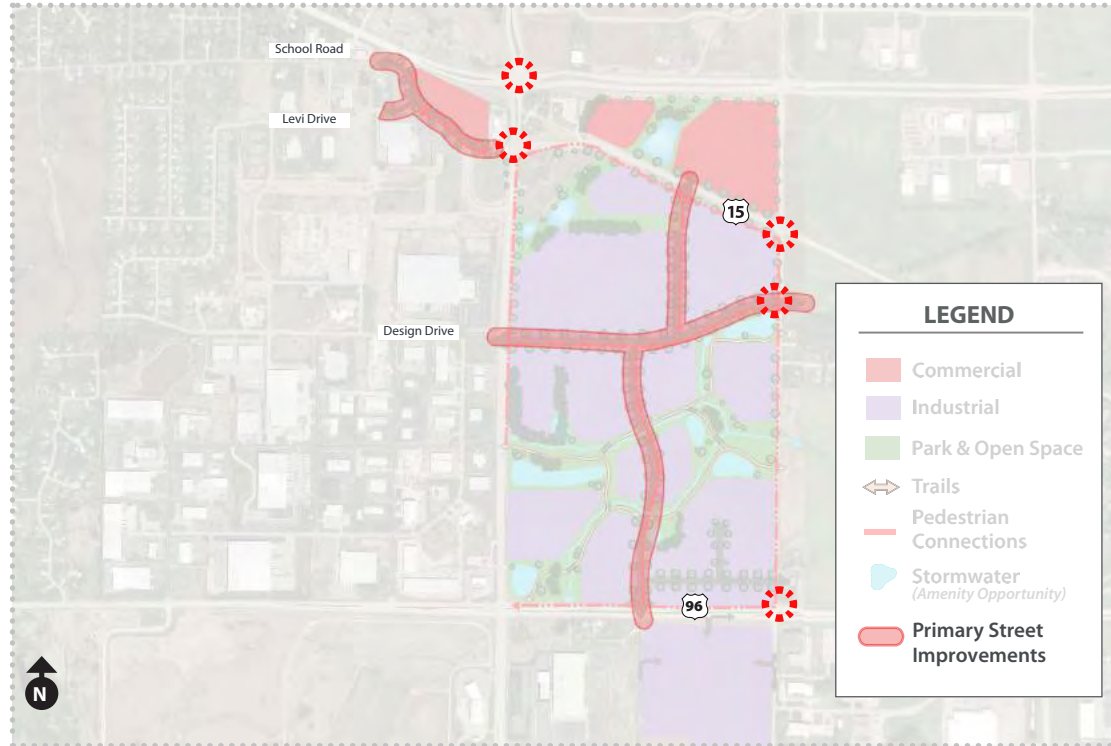 School Road
Levi Drive
15
Design Drive
LEGEND
Commercial
Industrial
Park & Open Space
Trails
Pedestrian
Connections
Stormwater
(Amenity Opportunity)
Primary Street
Improvements
96
N